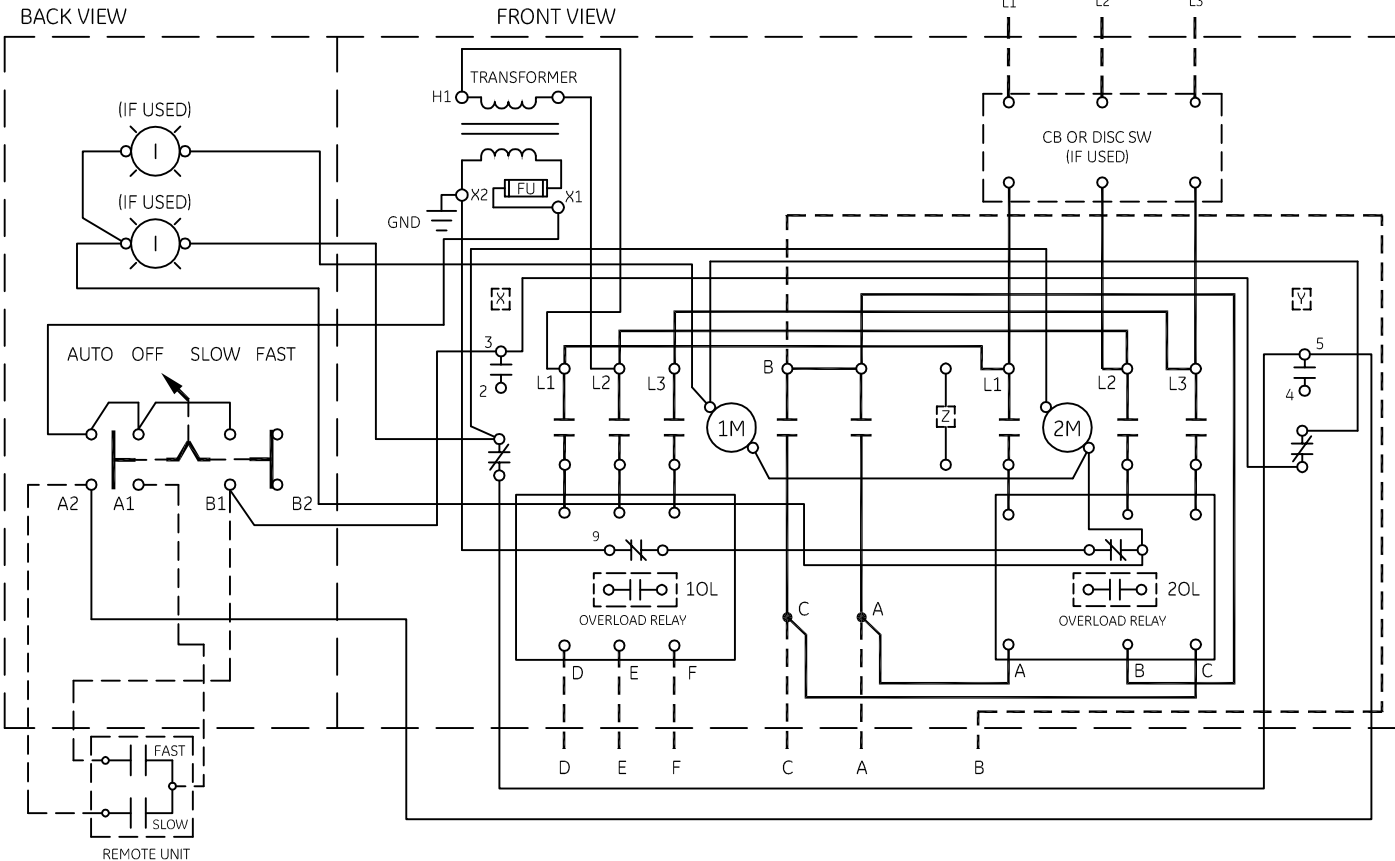 BACK VIEW
FRONT VIEW
L1 L2 L3
TRANSFORMER
H1
(IF USED)
I
CB OR DISC SW
(IF USED)
X2
FU
X1
(IF USED)
I
GND
X
Y
3
5
AUTO OFF SLOW FAST
2
L1 L2 L3
B
L1 L2 L3
4
1M
Z
2M
A2 A1 B1 B2
9
1OL
2OL
OVERLOAD RELAY
OVERLOAD RELAY
C A
D E F
A B C
FAST
D E F C A B
SLOW
REMOTE UNIT